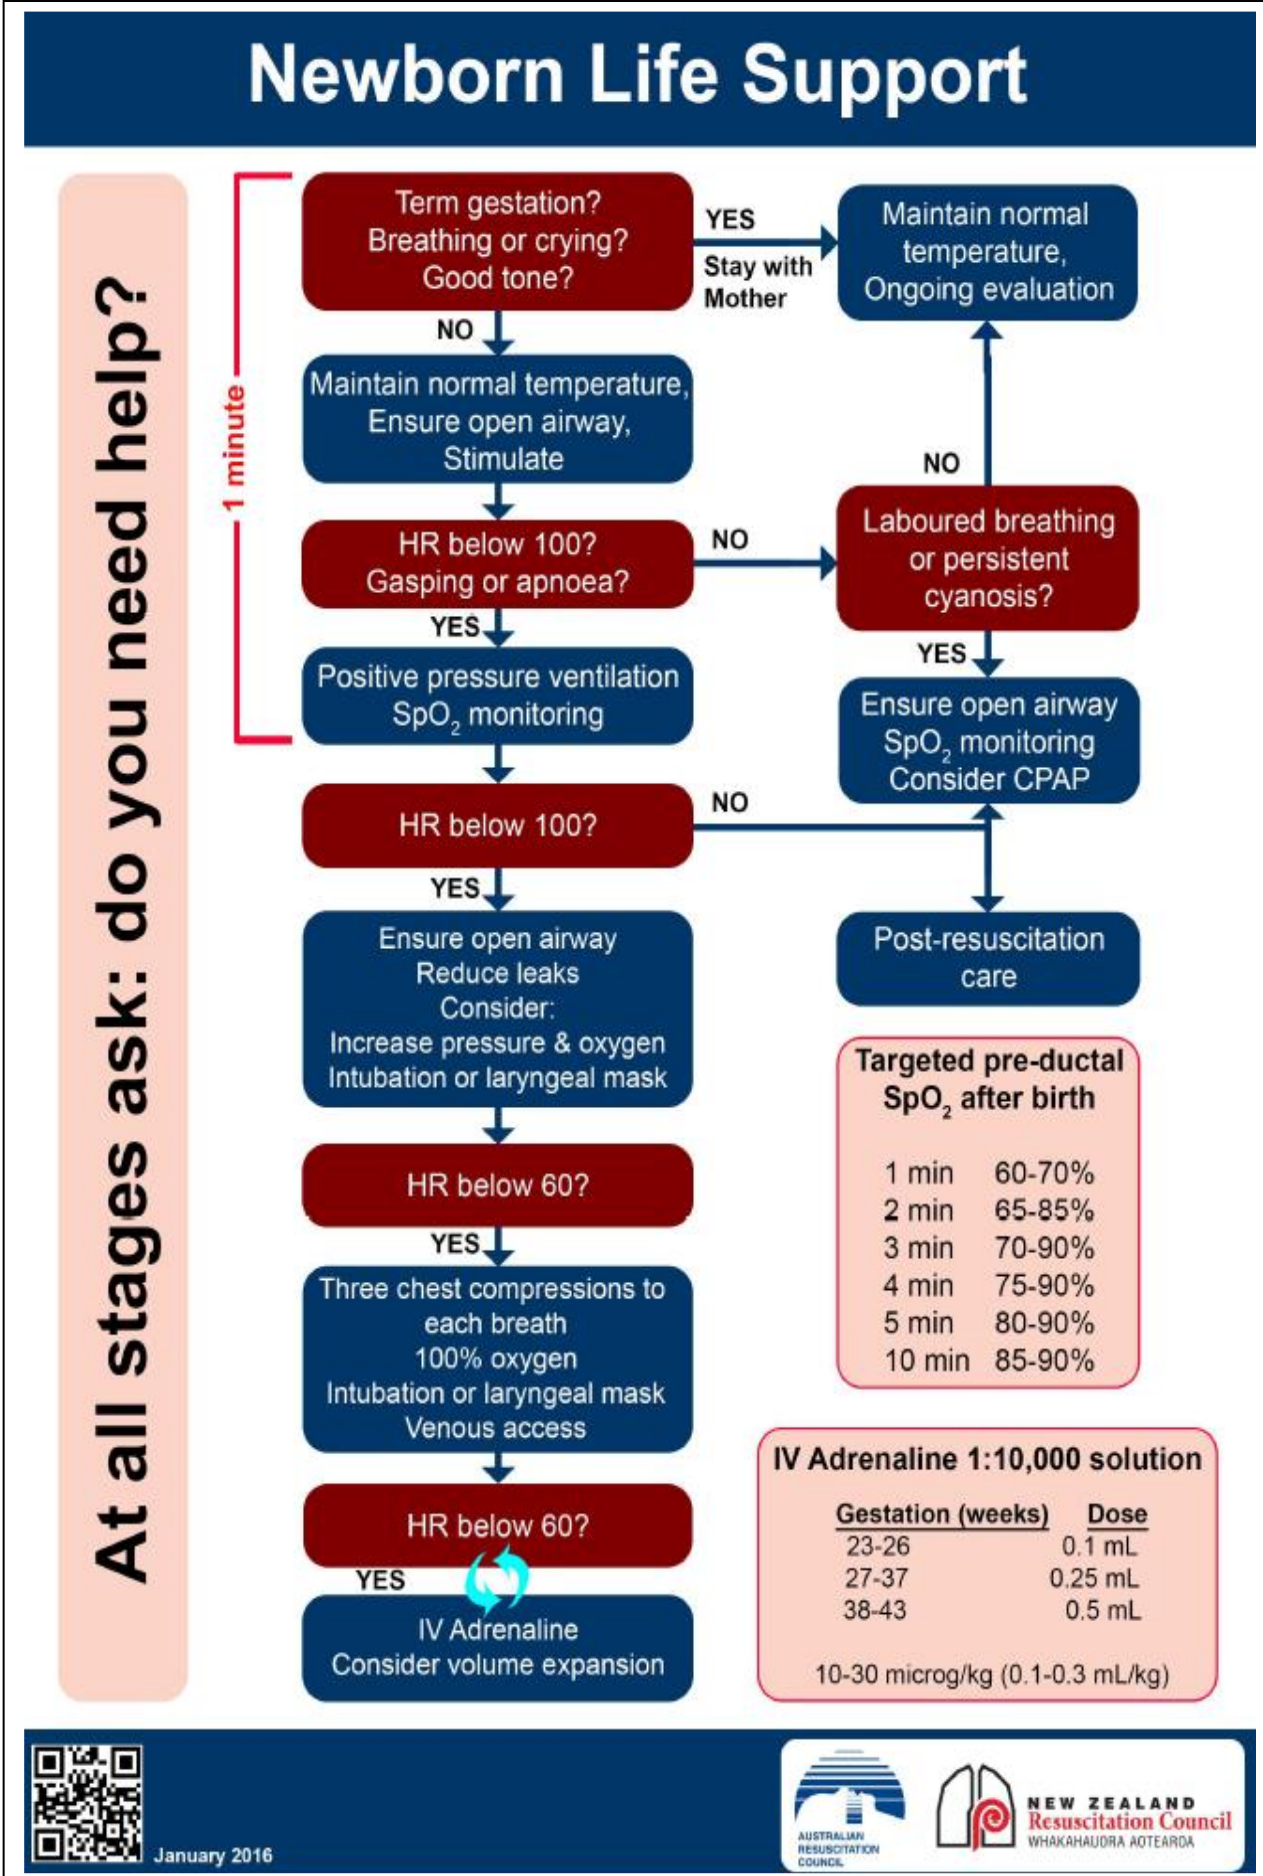 Newborn Life Support
At all stages ask: do you need help?
1 minute
Term gestation?
Breathing or crying?
Good tone?
YES
Stay with
Mother
Maintain normal
temperature,
Ongoing evaluation
NO
Maintain normal temperature,
Ensure open airway,
Stimulate
HR below 100?
Gasping or apnoea?
NO
NO
Laboured breathing
or persistent
cyanosis?
YES
Positive pressure ventilation
SpO₂ monitoring
YES
Ensure open airway
SpO₂ monitoring
Consider CPAP
HR below 100?
NO
YES
Ensure open airway
Reduce leaks
Consider:
Increase pressure & oxygen
Intubation or laryngeal mask
Post-resuscitation
care
HR below 60?
YES
Three chest compressions to
each breath
100% oxygen
Intubation or laryngeal mask
Venous access
HR below 60?
YES
IV Adrenaline
Consider volume expansion
Targeted pre-ductal
SpO₂ after birth
1 min 60-70%
2 min 65-85%
3 min 70-90%
4 min 75-90%
5 min 80-90%
10 min 85-90%
IV Adrenaline 1:10,000 solution
Gestation (weeks) Dose
23-26 0.1 mL
27-37 0.25 mL
38-43 0.5 mL
10-30 microg/kg (0.1-0.3 mL/kg)
January 2016
AUSTRALIAN
RESUSCITATION
COUNCIL
NEW ZEALAND
Resuscitation Council
WHAKAHAUORA AOTEAROA